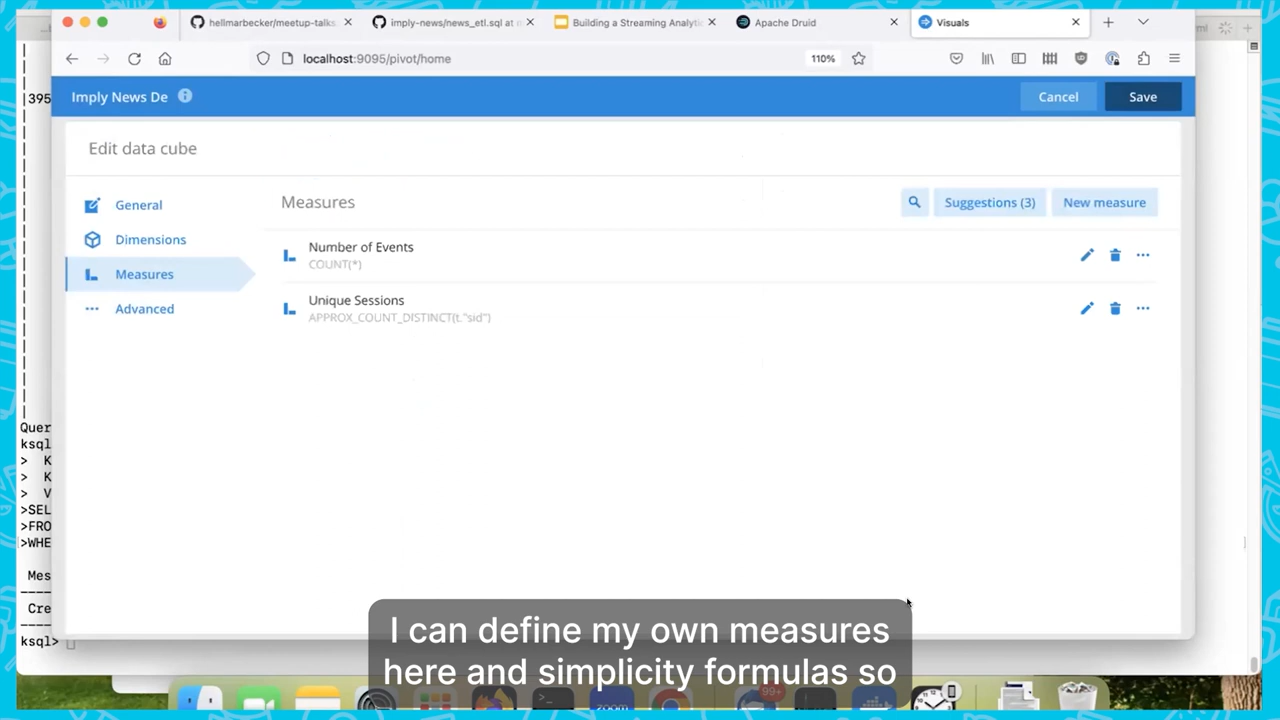 hellmarbecker/meetup-talks
imply-news/news_etl.sql at m
Building a Streaming Analytic
Apache Druid
Visuals
localhost:9095/pivot/home
110%
Imply News De
Cancel
Save
|395
Edit data cube
General
Dimensions
Measures
Advanced
Measures
Suggestions (3)
New measure
Number of Events
COUNT(*)
Unique Sessions
APPROX_COUNT_DISTINCT(t."sid")
Quer
ksql
> K
> K
> V
>SEL
>FRO
>WHE
Mes
----
Cre
----
ksql>
I can define my own measures
here and simplicity formulas so
99+
zoom